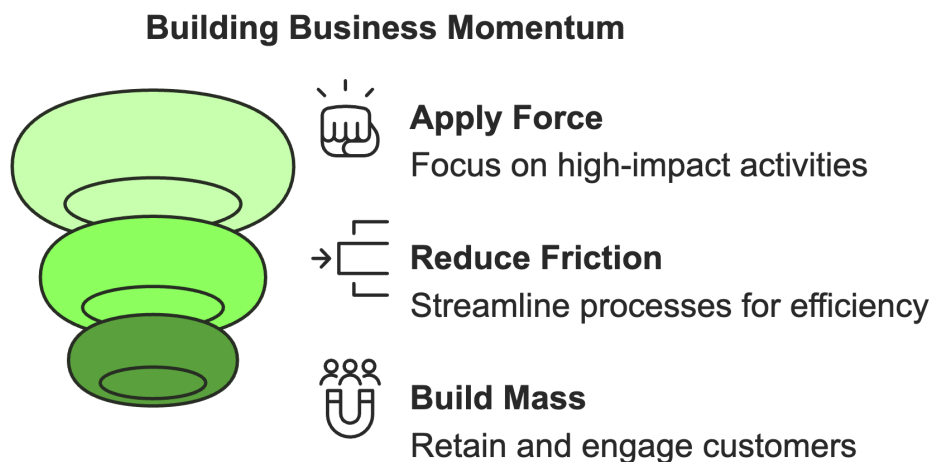 Building Business Momentum
Apply Force
Focus on high-impact activities
Reduce Friction
Streamline processes for efficiency
Build Mass
Retain and engage customers